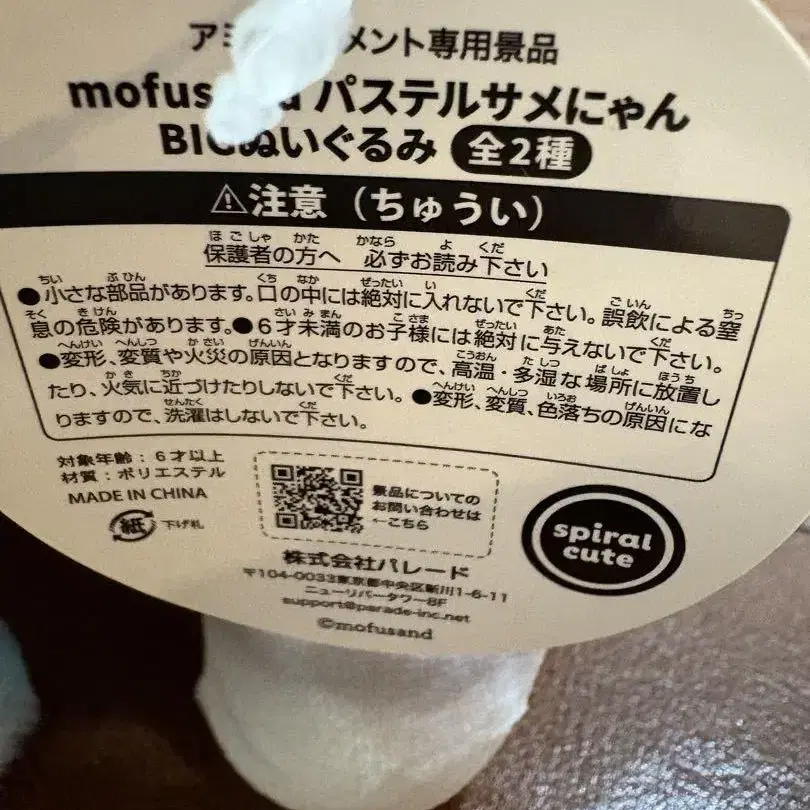 アミ メント専用景品
mofus パステルサメにゃん
BIGぬいぐるみ 全2種
⚠注意（ちゅうい）
保護者の方へ 必ずお読み下さい
●小さな部品があります。口の中には絶対に入れないで下さい。誤飲による窒
息の危険があります。●6才未満のお子様には絶対に与えないで下さい。
●変形、変質や火災の原因となりますので、高温・多湿な場所に放置し
たり、火気に近づけたりしないで下さい。●変形、変質、色落ちの原因にな
りますので、洗濯はしないで下さい。
対象年齢：6才以上
材質：ポリエステル
MADE IN CHINA
紙 下げ札
景品についての
お問い合わせは
←こちら
spiral
cute
株式会社パレード
〒104-0033東京都中央区新川1-6-11
ニューリバータワー8F
support@parade-inc.net
©mofusand